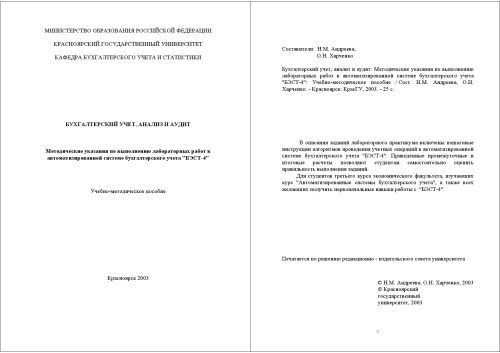 МИНИСТЕРСТВО ОБРАЗОВАНИЯ РОССИЙСКОЙ ФЕДЕРАЦИИ
КРАСНОЯРСКИЙ ГОСУДАРСТВЕННЫЙ УНИВЕРСИТЕТ
КАФЕДРА БУХГАЛТЕРСКОГО УЧЕТА И СТАТИСТИКИ
БУХГАЛТЕРСКИЙ УЧЕТ, АНАЛИЗ И АУДИТ
Методические указания по выполнению лабораторных работ в
автоматизированной системе бухгалтерского учета "БЭСТ-4"
Учебно-методическое пособие
Красноярск 2003
Составители: Н.М. Андреева,
О.Н. Харченко
Бухгалтерский учет, анализ и аудит: Методические указания по выполнению
лабораторных работ в автоматизированной системе бухгалтерского учета
"БЭСТ-4": Учебно-методическое пособие / Сост. Н.М. Андреева, О.Н.
Харченко. - Красноярск: КрасГУ, 2003. - 25 с.
В описания заданий лабораторного практикума включены пошаговые
инструкции алгоритмов проведения учетных операций в автоматизированной
системе бухгалтерского учета "БЭСТ-4". Приведенные промежуточные и
итоговые расчеты позволяют студентам самостоятельно оценить
правильность выполнения заданий.
Для студентов третьего курса экономического факультета, изучающих
курс "Автоматизированные системы бухгалтерского учета", а также всех
желающих получить первоначальные навыки работы с "БЭСТ-4".
Печатается по решению редакционно - издательского совета университета
© Н.М. Андреева, О.Н. Харченко, 2003
© Красноярский
государственный
университет, 2003
2